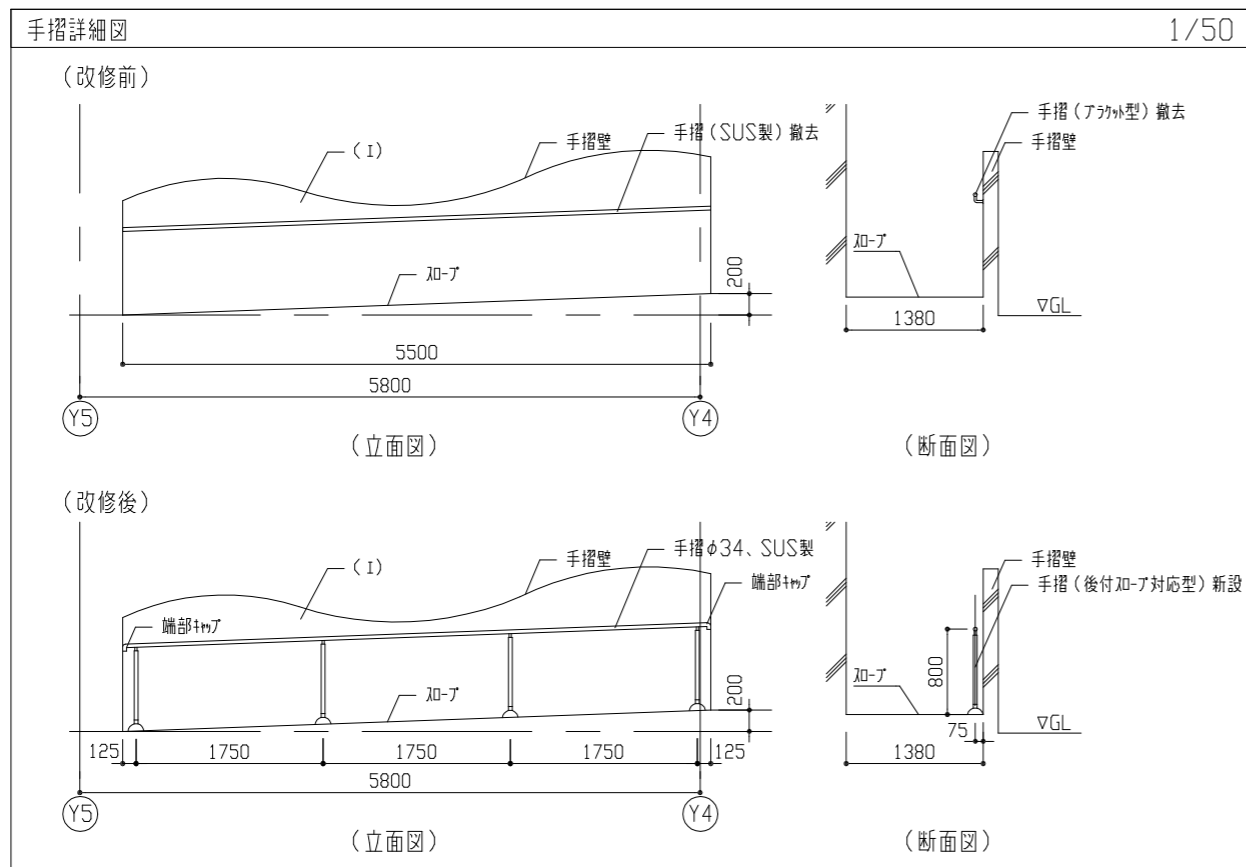 手摺詳細図 1/50
(改修前)
(I)
手摺壁
手摺(SUS製)撤去
スロープ
200
5500
5800
Y5
Y4
(立面図)
手摺(ブラケット型)撤去
手摺壁
スロープ
1380
▽GL
(断面図)
(改修後)
(I)
手摺壁
手摺φ34、SUS製
端部キャップ
端部キャップ
スロープ
200
125
1750
1750
1750
125
5800
Y5
Y4
(立面図)
手摺壁
手摺(後付スロープ対応型)新設
800
スロープ
75
1380
▽GL
(断面図)